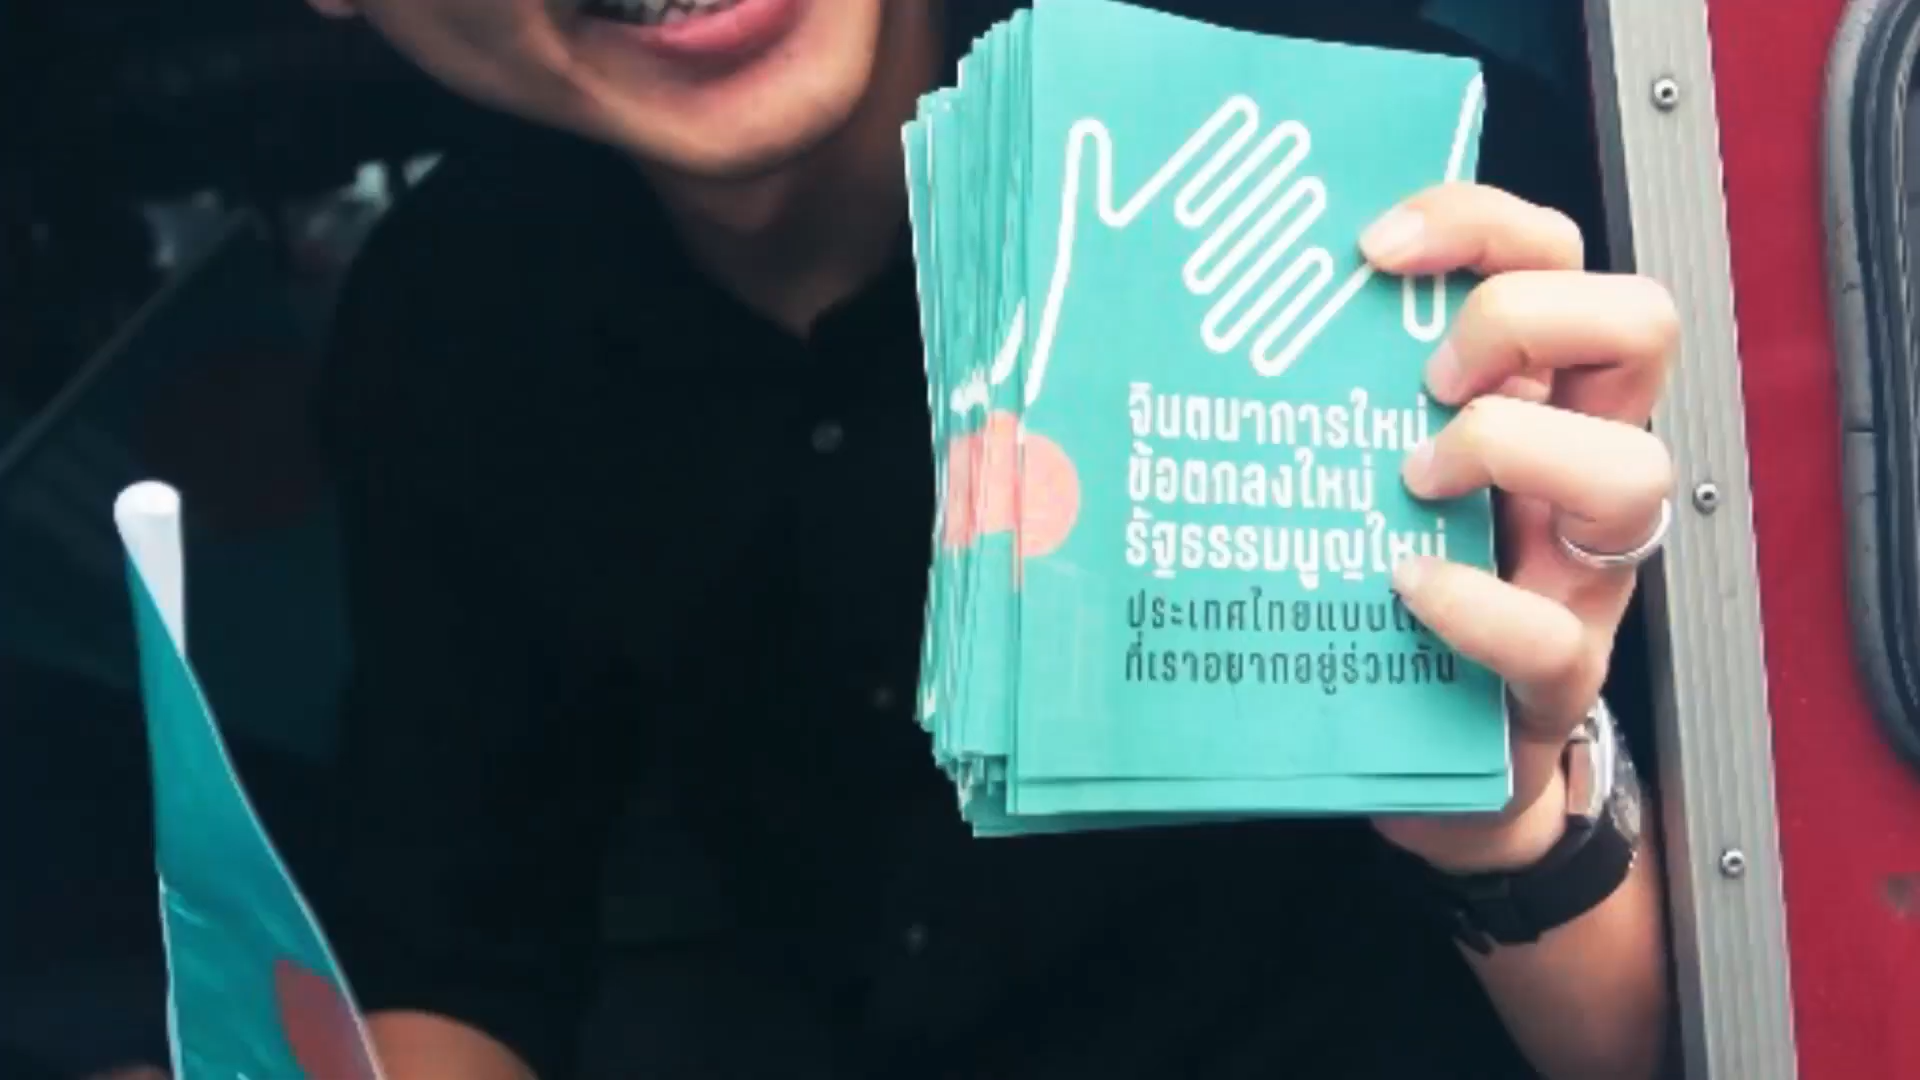 จินตนาการใหม่
ข้อตกลงใหม่
รัฐธรรมนูญใหม่
ประเทศไทยแบบ
ที่เราอยากอยู่ร่วมกัน